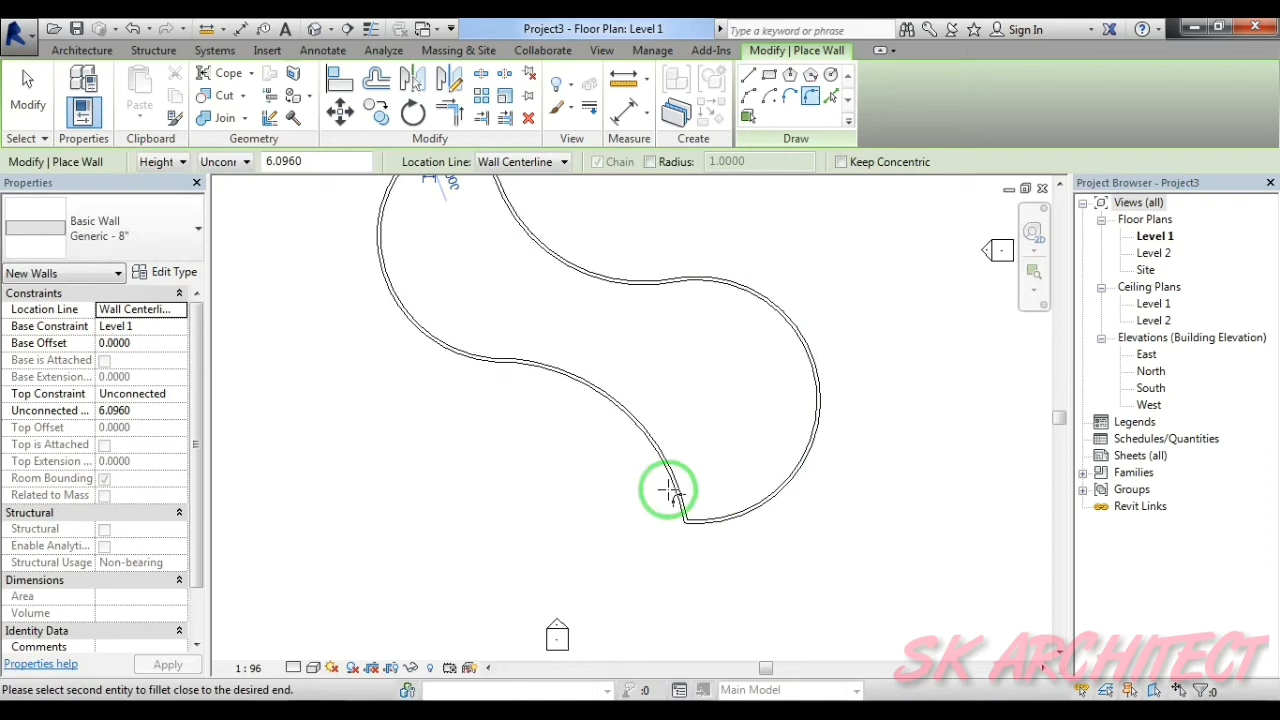 Project3 - Floor Plan: Level 1
Type a keyword or phrase
Sign In
Architecture Structure Systems Insert Annotate Analyze Massing & Site Collaborate View Manage Add-Ins Modify | Place Wall
Modify
Paste
Cope
Cut
Join
Select
Properties
Clipboard
Geometry
Modify
View
Measure
Create
Draw
Modify | Place Wall Height Uncon 6.0960 Location Line: Wall Centerline Chain Radius: 1.0000 Keep Concentric
Properties
Basic Wall
Generic - 8"
New Walls Edit Type
Constraints
Location Line Wall Centerli...
Base Constraint Level 1
Base Offset 0.0000
Base is Attached
Base Extension... 0.0000
Top Constraint Unconnected
Unconnected ... 6.0960
Top Offset 0.0000
Top is Attached
Top Extension ... 0.0000
Room Bounding
Related to Mass
Structural
Structural
Enable Analyti...
Structural Usage Non-bearing
Dimensions
Area
Volume
Identity Data
Comments
Properties help Apply
2D
Project Browser - Project3
Views (all)
Floor Plans
Level 1
Level 2
Site
Ceiling Plans
Level 1
Level 2
Elevations (Building Elevation)
East
North
South
West
Legends
Schedules/Quantities
Sheets (all)
Families
Groups
Revit Links
SK ARCHITECT
1 : 96
Please select second entity to fillet close to the desired end.
:0
Main Model
:0